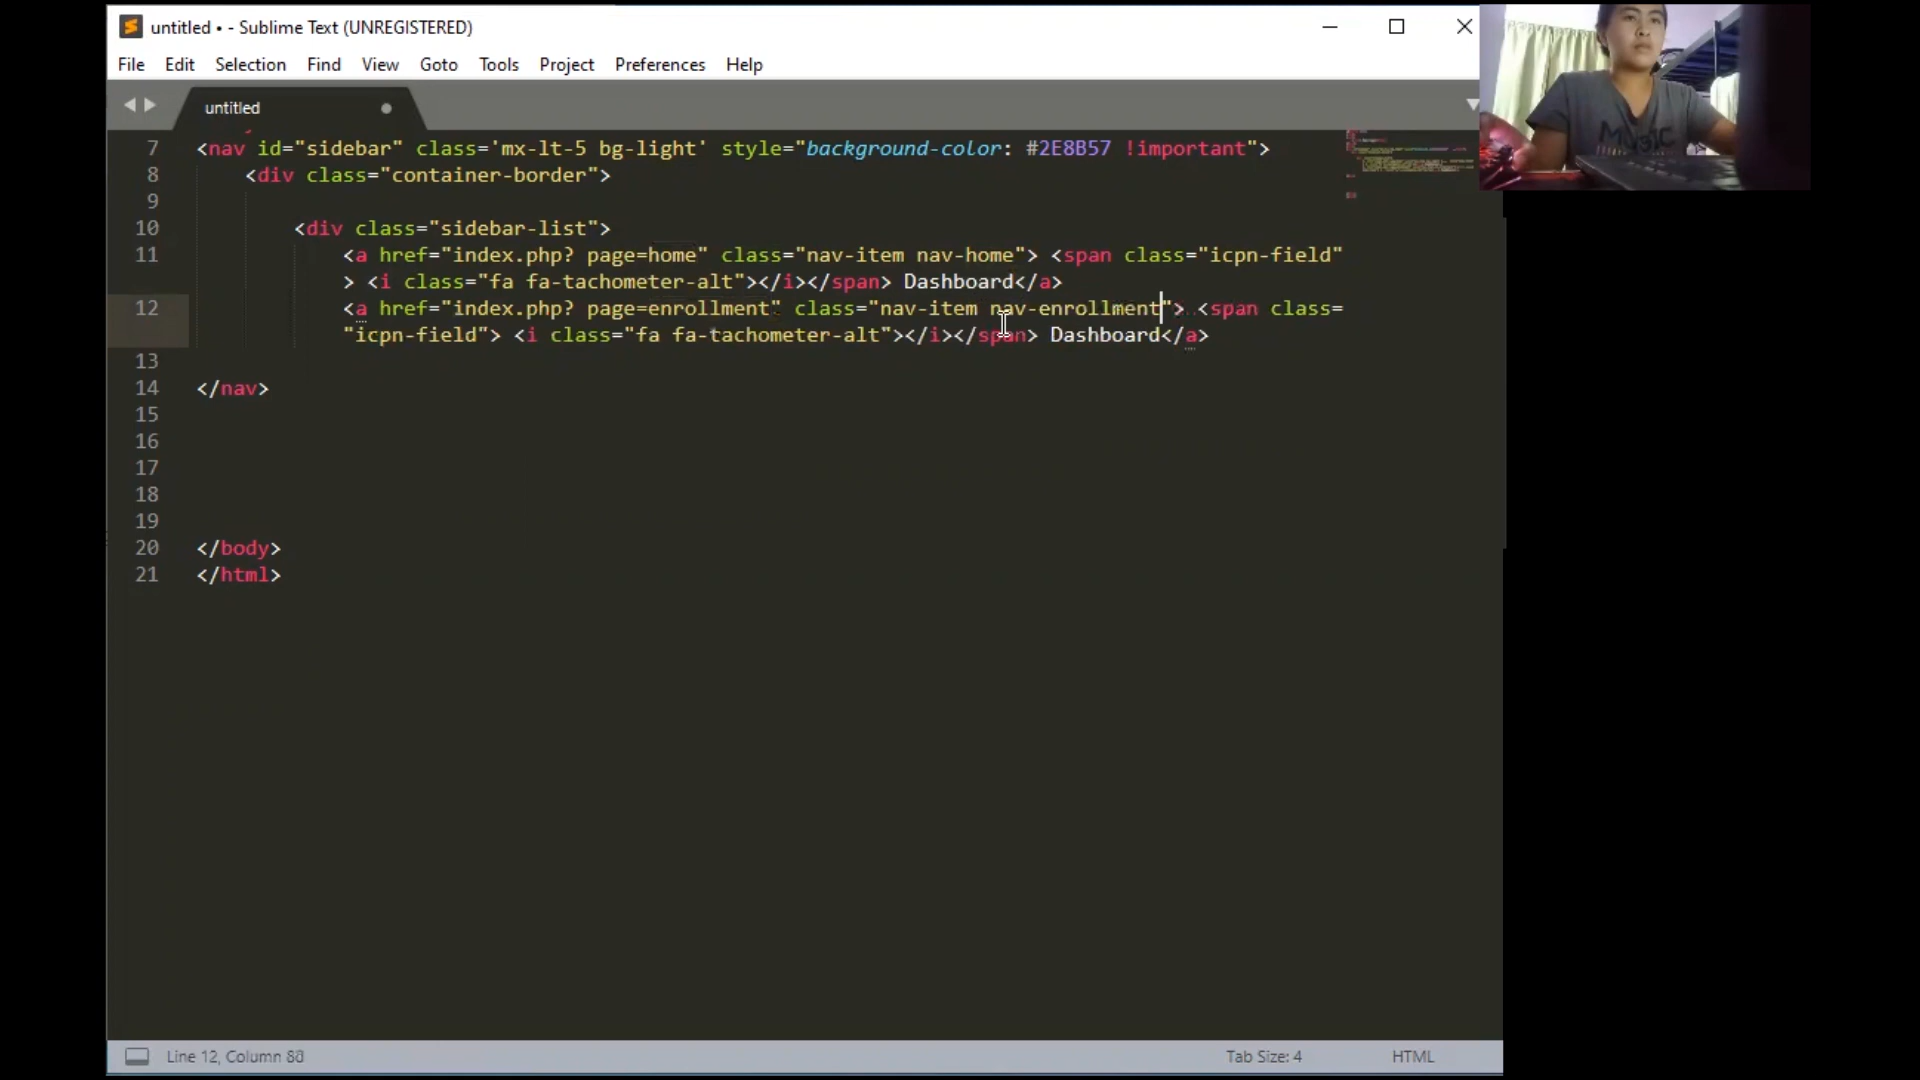 untitled • - Sublime Text (UNREGISTERED)
File Edit Selection Find View Goto Tools Project Preferences Help
untitled
7 <nav id="sidebar" class='mx-lt-5 bg-light' style="background-color: #2E8B57 !important">
8 <div class="container-border">
9
10 <div class="sidebar-list">
11 <a href="index.php? page=home" class="nav-item nav-home"> <span class="icpn-field"
> <i class="fa fa-tachometer-alt"></i></span> Dashboard</a>
12 <a href="index.php? page=enrollment" class="nav-item nav-enrollment"> <span class=
"icpn-field"> <i class="fa fa-tachometer-alt"></i></span> Dashboard</a>
13
14 </nav>
15
16
17
18
19
20 </body>
21 </html>
MUSIC
Line 12, Column 88 Tab Size: 4 HTML